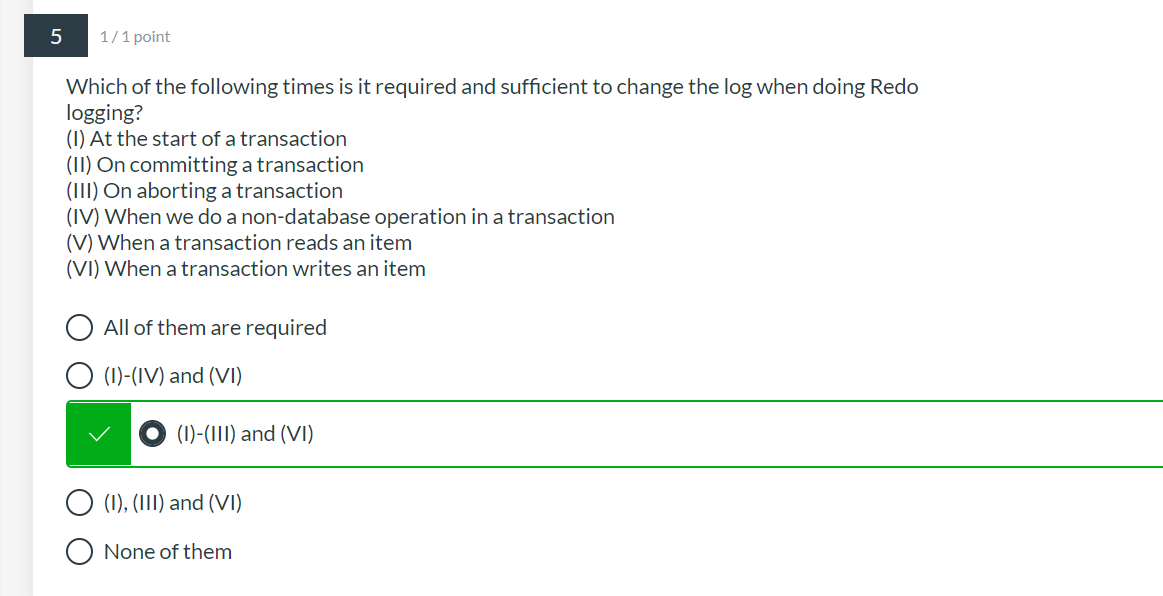 5
1 / 1 point
Which of the following times is it required and sufficient to change the log when doing Redo
logging?
(I) At the start of a transaction
(II) On committing a transaction
(III) On aborting a transaction
(IV) When we do a non-database operation in a transaction
(V) When a transaction reads an item
(VI) When a transaction writes an item
All of them are required
(I)-(IV) and (VI)
(I)-(III) and (VI)
(I), (III) and (VI)
None of them